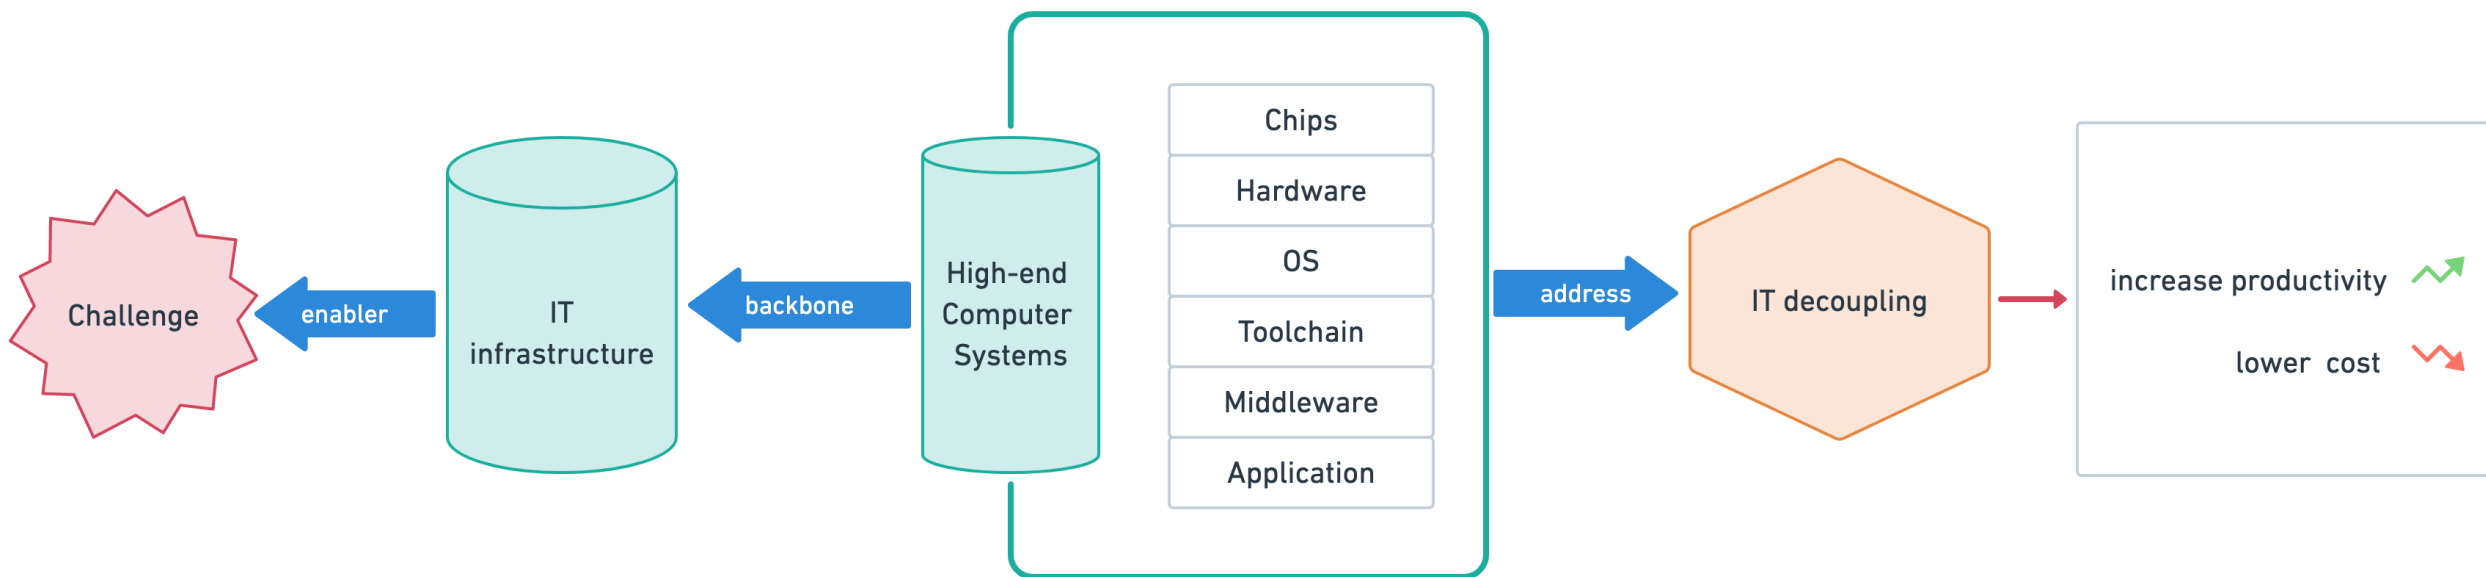 Challenge
enabler
IT
infrastructure
backbone
High-end
Computer
Systems
Chips
Hardware
OS
Toolchain
Middleware
Application
address
IT decoupling
increase productivity
lower cost